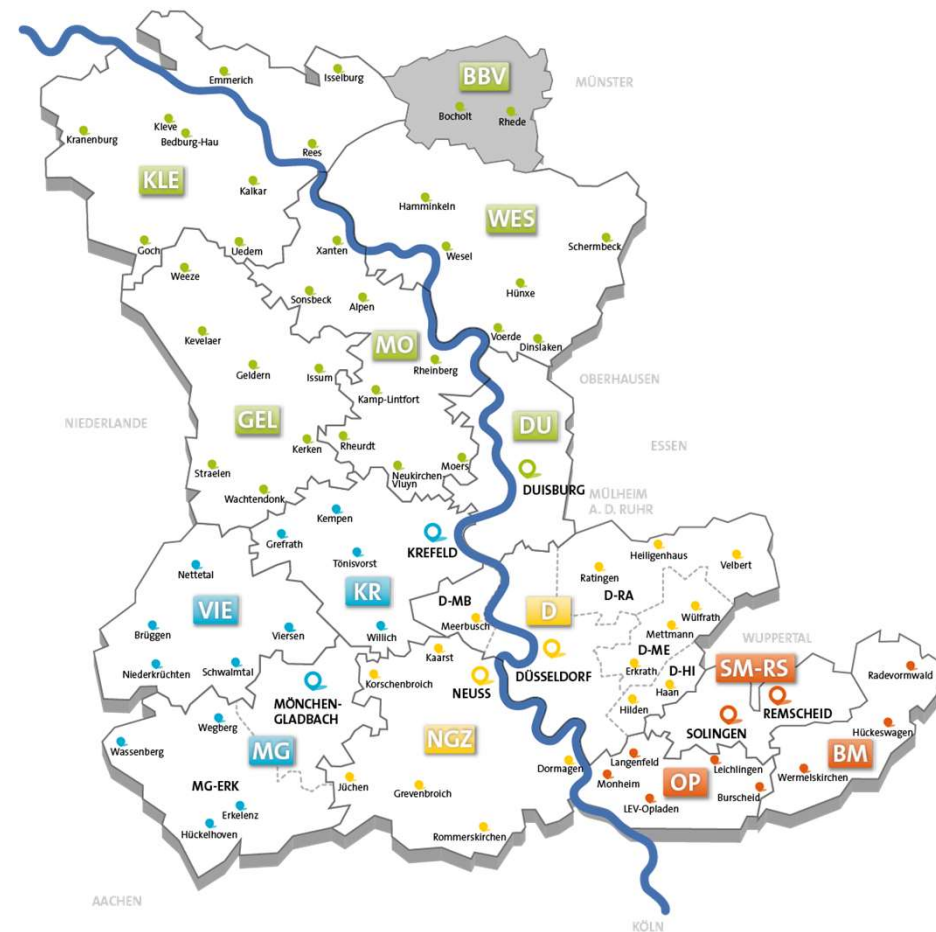 BBV
MÜNSTER
Emmerich
Isselburg
Bocholt
Rhede
Kleve
Kranenburg
Bedburg-Hau
Rees
KLE
Kalkar
Hamminkeln
WES
Goch
Uedem
Xanten
Wesel
Schermbeck
Weeze
Sonsbeck
Alpen
Hünxe
Kevelaer
MO
Voerde
Dinslaken
Geldern
Issum
Rheinberg
OBERHAUSEN
Kamp-Lintfort
NIEDERLANDE
GEL
DU
ESSEN
Kerken
Rheurdt
Straelen
Neukirchen
Vluyn
Moers
DUISBURG
Wachtendonk
MÜLHEIM
A. D. RUHR
Kempen
Grefrath
KREFELD
Heiligenhaus
Tönisvorst
Velbert
Nettetal
Ratingen
KR
D-RA
VIE
D-MB
D
Wülfrath
Brüggen
Viersen
Willich
Meerbusch
Mettmann
WUPPERTAL
Kaarst
D-ME
Niederkrüchten
Schwalmtal
Korschenbroich
DÜSSELDORF
Erkrath
D-HI
SM-RS
Radevormwald
NEUSS
Haan
MÖNCHEN-
GLADBACH
Hilden
REMSCHEID
Wegberg
SOLINGEN
Hückeswagen
NGZ
Wassenberg
MG
BM
Dormagen
Langenfeld
Leichlingen
Wermelskirchen
MG-ERK
Jüchen
Grevenbroich
Monheim
OP
Burscheid
Erkelenz
LEV-Opladen
Hückelhoven
Rommerskirchen
AACHEN
KÖLN